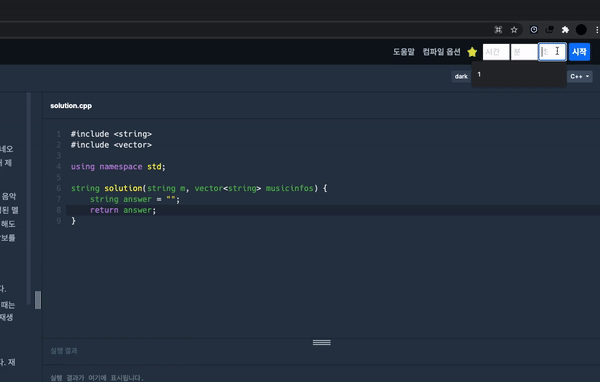 도움말 컴파일 옵션 시간 분 초 시작
1
dark C++
solution.cpp
1 #include <string>
2 #include <vector>
3
4 using namespace std;
5
6 string solution(string m, vector<string> musicinfos) {
7 string answer = "";
8 return answer;
9 }
네오
제
음악
된 멜
해도
보를
다.
때는
재생
다. 재
실행 결과
실행 결과가 여기에 표시됩니다.